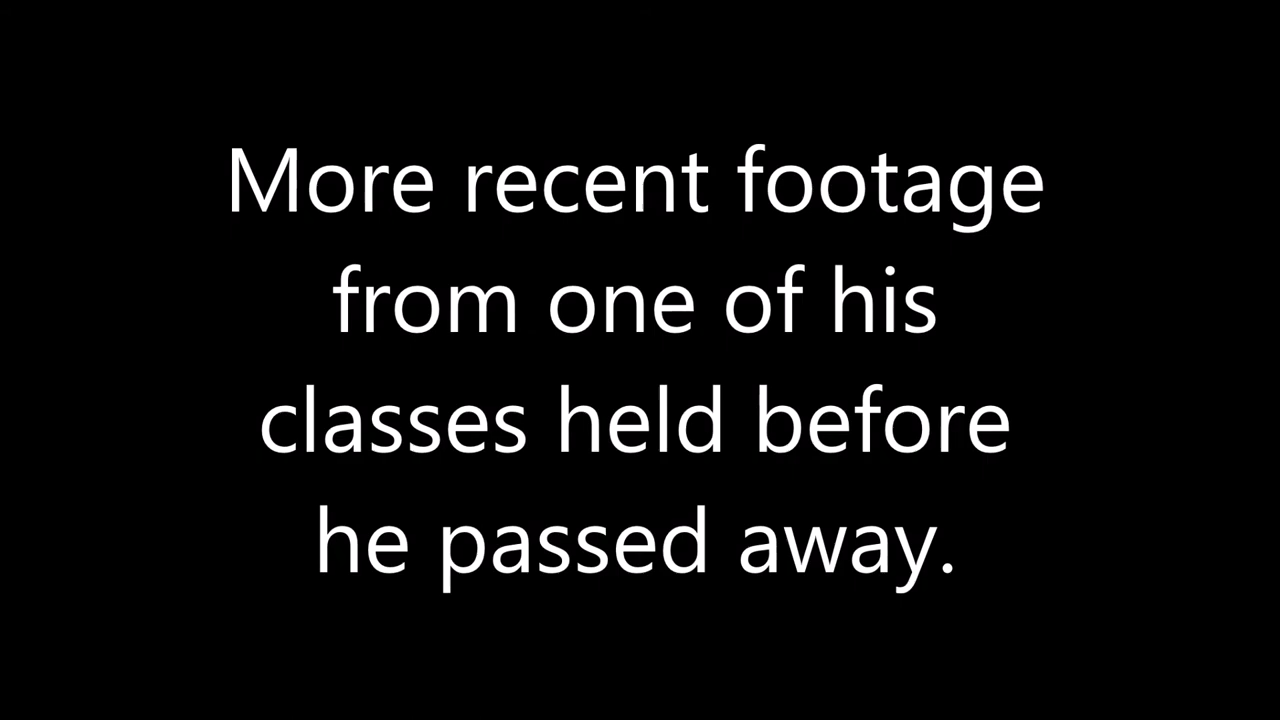 More recent footage
from one of his
classes held before
he passed away.